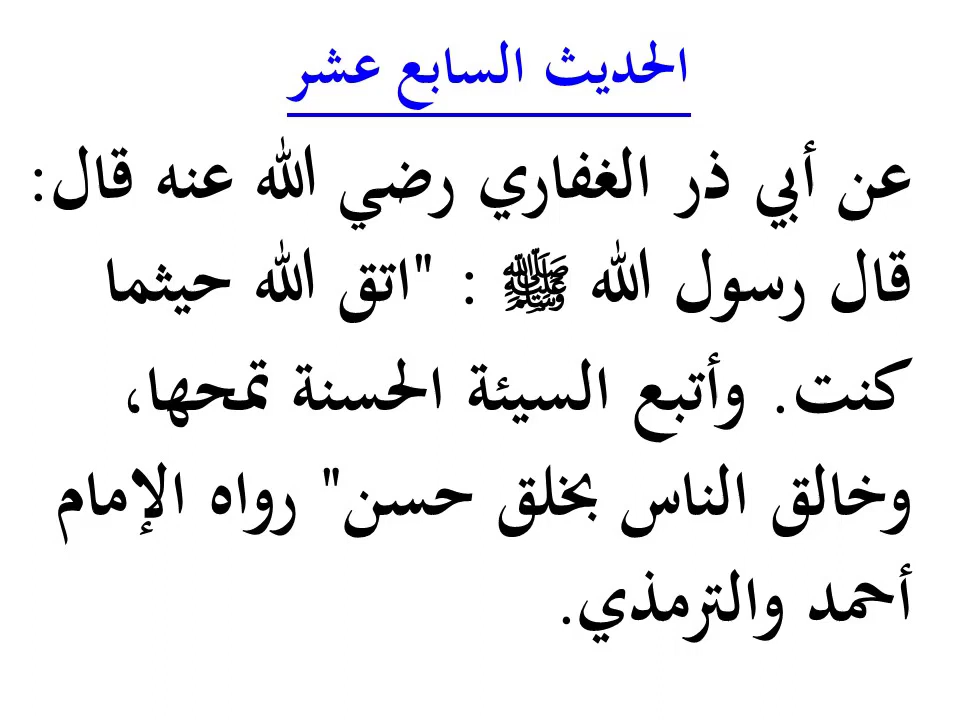 الحديث السابع عشر
عن أبي ذر الغفاري رضي الله عنه قال:
قال رسول الله ﷺ : "اتق الله حيثما
كنت. وأتبع السيئة الحسنة تمحها،
وخالق الناس بخلق حسن" رواه الإمام
أحمد والترمذي.